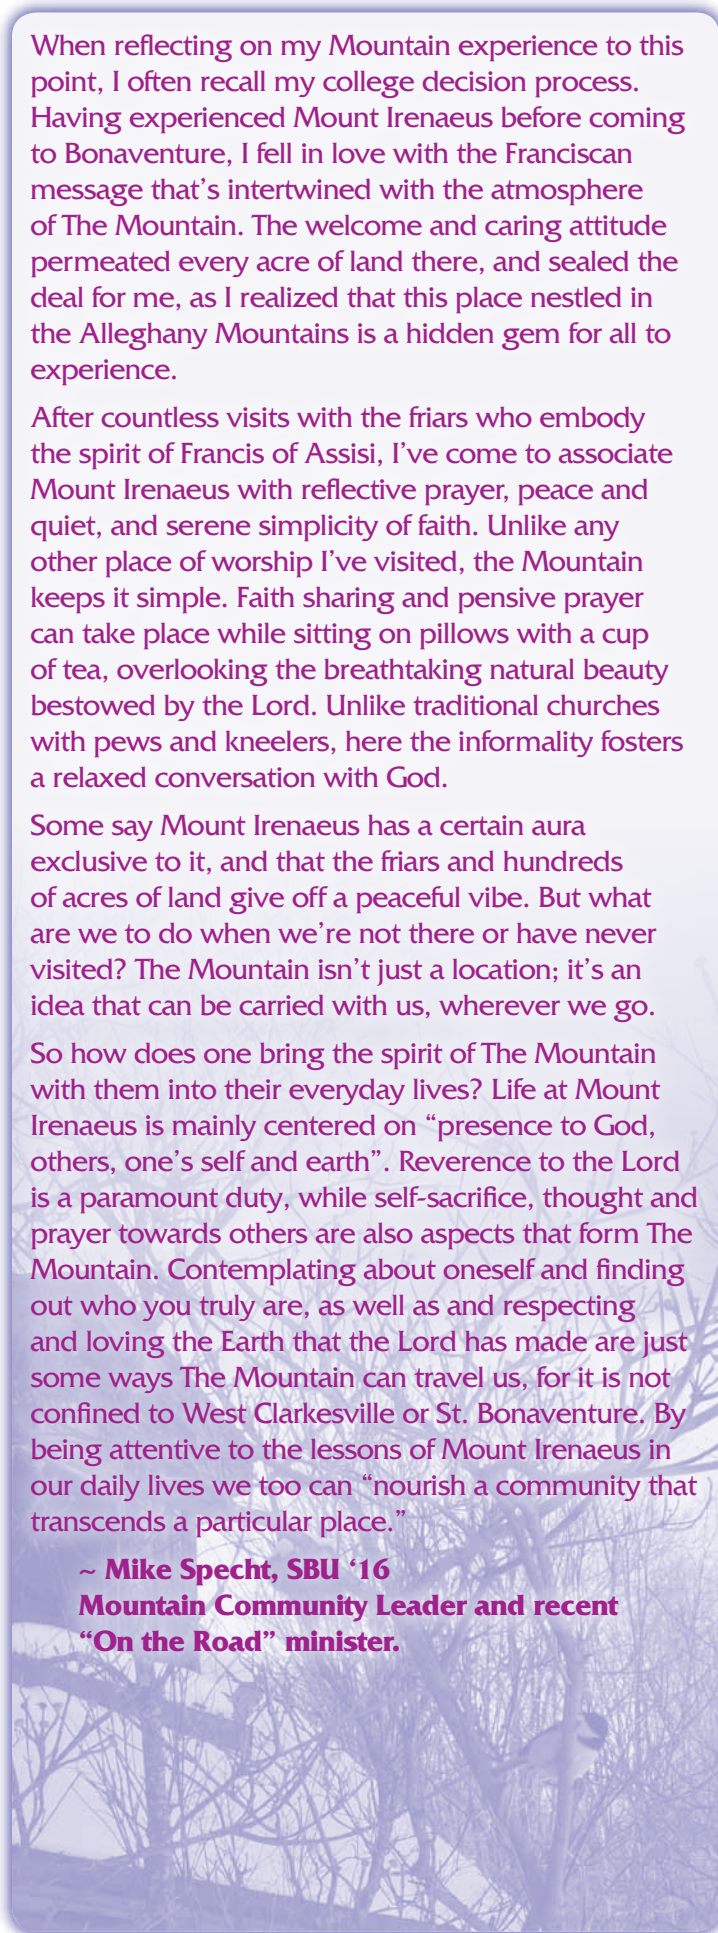 When reflecting on my Mountain experience to this
point, I often recall my college decision process.
Having experienced Mount Irenaeus before coming
to Bonaventure, I fell in love with the Franciscan
message that’s intertwined with the atmosphere
of The Mountain. The welcome and caring attitude
permeated every acre of land there, and sealed the
deal for me, as I realized that this place nestled in
the Alleghany Mountains is a hidden gem for all to
experience.
After countless visits with the friars who embody
the spirit of Francis of Assisi, I’ve come to associate
Mount Irenaeus with reflective prayer, peace and
quiet, and serene simplicity of faith. Unlike any
other place of worship I’ve visited, the Mountain
keeps it simple. Faith sharing and pensive prayer
can take place while sitting on pillows with a cup
of tea, overlooking the breathtaking natural beauty
bestowed by the Lord. Unlike traditional churches
with pews and kneelers, here the informality fosters
a relaxed conversation with God.
Some say Mount Irenaeus has a certain aura
exclusive to it, and that the friars and hundreds
of acres of land give off a peaceful vibe. But what
are we to do when we’re not there or have never
visited? The Mountain isn’t just a location; it’s an
idea that can be carried with us, wherever we go.
So how does one bring the spirit of The Mountain
with them into their everyday lives? Life at Mount
Irenaeus is mainly centered on “presence to God,
others, one’s self and earth”. Reverence to the Lord
is a paramount duty, while self-sacrifice, thought and
prayer towards others are also aspects that form The
Mountain. Contemplating about oneself and finding
out who you truly are, as well as and respecting
and loving the Earth that the Lord has made are just
some ways The Mountain can travel us, for it is not
confined to West Clarkesville or St. Bonaventure. By
being attentive to the lessons of Mount Irenaeus in
our daily lives we too can “nourish a community that
transcends a particular place.”
~ Mike Specht, SBU ‘16
Mountain Community Leader and recent
“On the Road” minister.